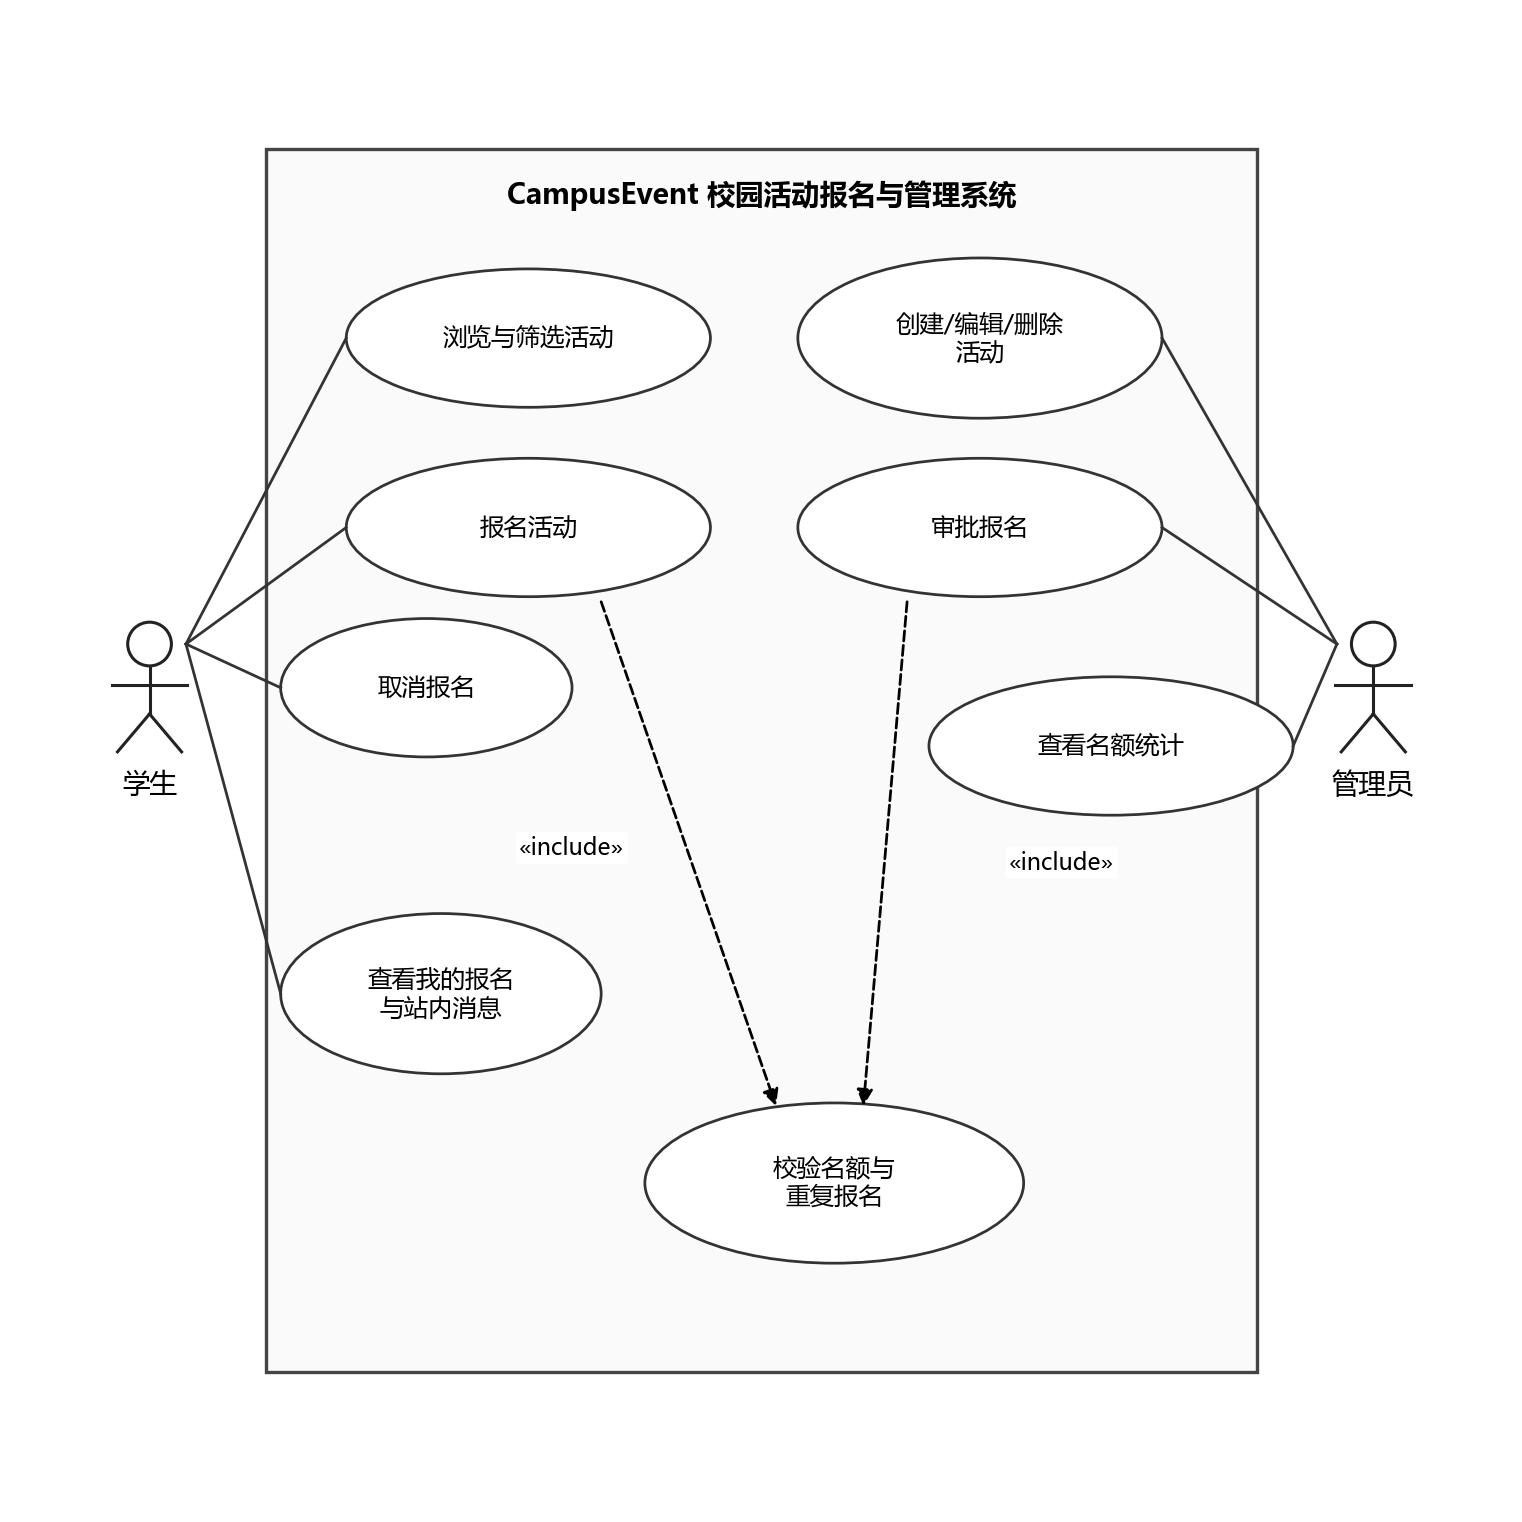 CampusEvent 校园活动报名与管理系统
浏览与筛选活动
创建/编辑/删除
活动
报名活动
审批报名
取消报名
查看名额统计
学生
管理员
«include»
«include»
查看我的报名
与站内消息
校验名额与
重复报名